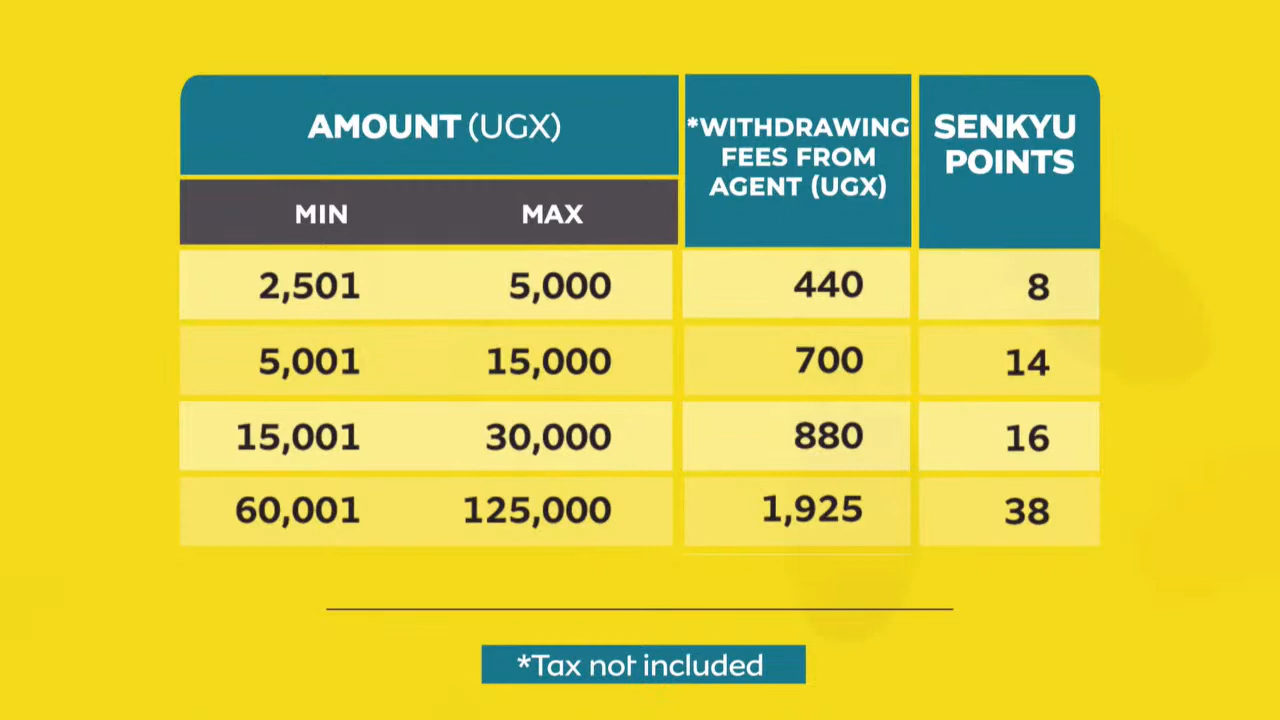 AMOUNT (UGX)
*WITHDRAWING
FEES FROM
AGENT (UGX)
SENKYU
POINTS
MIN MAX
2,501 5,000 440 8
5,001 15,000 700 14
15,001 30,000 880 16
60,001 125,000 1,925 38
*Tax not included